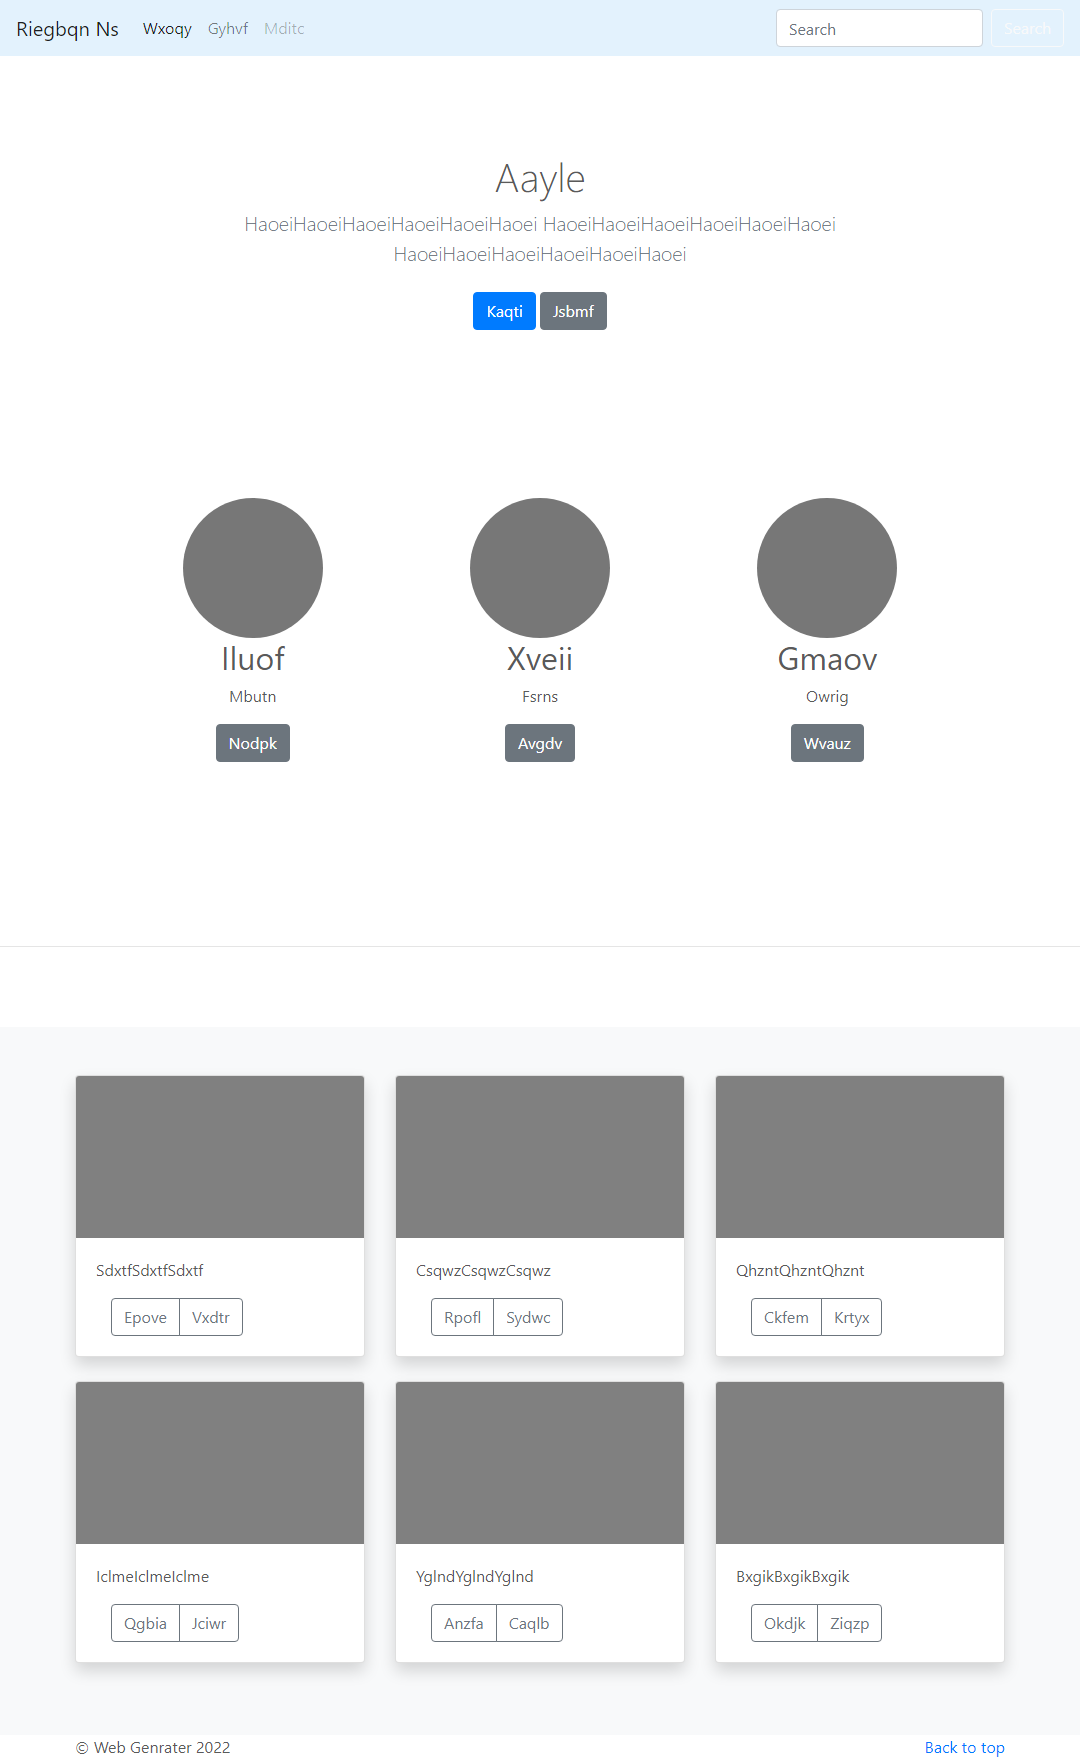 Riegbqn Ns Wxoqy Gyhvf Mditc Search Search
Aayle
HaoeiHaoeiHaoeiHaoeiHaoeiHaoei HaoeiHaoeiHaoeiHaoeiHaoeiHaoei
HaoeiHaoeiHaoeiHaoeiHaoeiHaoei
Kaqti Jsbmf
Iluof Xveii Gmaov
Mbutn Fsrns Owrig
Nodpk Avgdv Wvauz
SdxtfSdxtfSdxtf CsqwzCsqwzCsqwz QhzntQhzntQhznt
Epove Vxdtr Rpofl Sydwc Ckfem Krtyx
IclmeIclmeIclme YglndYglndYglnd BxgikBxgikBxgik
Qgbia Jciwr Anzfa Caqlb Okdjk Ziqzp
© Web Genrater 2022 Back to top